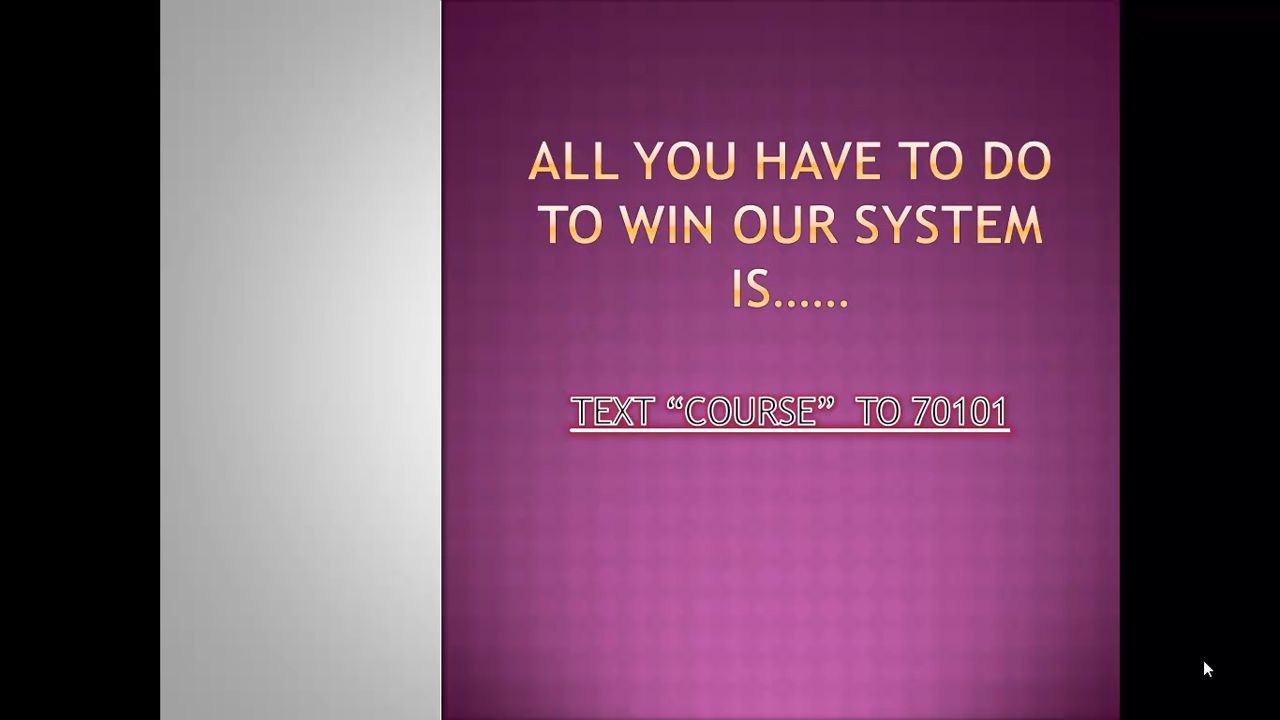 ALL YOU HAVE TO DO
TO WIN OUR SYSTEM
IS......
TEXT “COURSE”  TO 70101